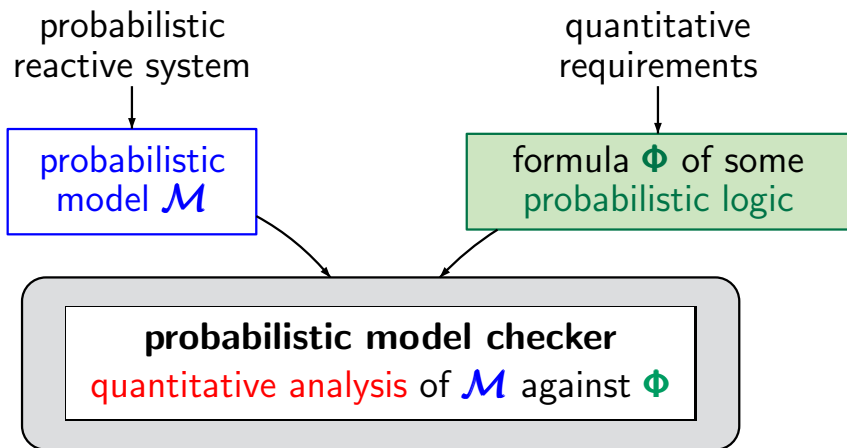 probabilistic
reactive system
quantitative
requirements
probabilistic
model 𝓜
formula Φ of some
probabilistic logic
probabilistic model checker
quantitative analysis of 𝓜 against Φ